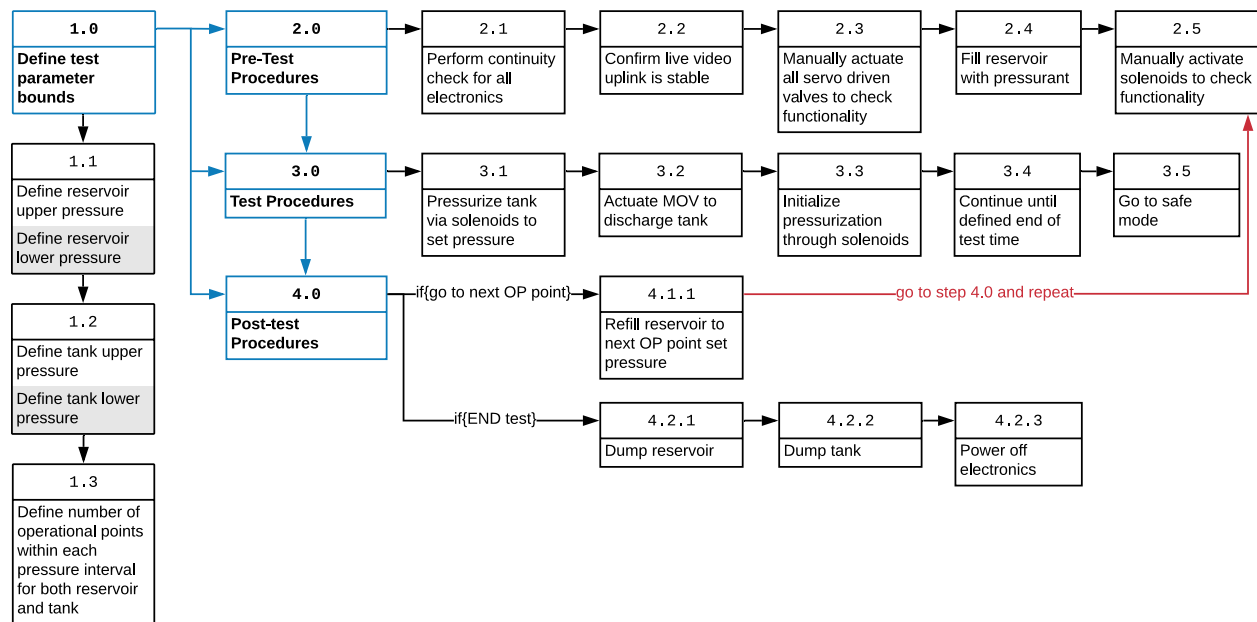 1.0
Define test
parameter
bounds
1.1
Define reservoir
upper pressure
Define reservoir
lower pressure
1.2
Define tank upper
pressure
Define tank lower
pressure
1.3
Define number of
operational points
within each
pressure interval
for both reservoir
and tank
2.0
Pre-Test
Procedures
2.1
Perform continuity
check for all
electronics
2.2
Confirm live video
uplink is stable
2.3
Manually actuate
all servo driven
valves to check
functionality
2.4
Fill reservoir
with pressurant
2.5
Manually activate
solenoids to check
functionality
3.0
Test Procedures
3.1
Pressurize tank
via solenoids to
set pressure
3.2
Actuate MOV to
discharge tank
3.3
Initialize
pressurization
through solenoids
3.4
Continue until
defined end of
test time
3.5
Go to safe
mode
4.0
Post-test
Procedures
if{go to next OP point}
4.1.1
Refill reservoir to
next OP point set
pressure
go to step 4.0 and repeat
if{END test}
4.2.1
Dump reservoir
4.2.2
Dump tank
4.2.3
Power off
electronics